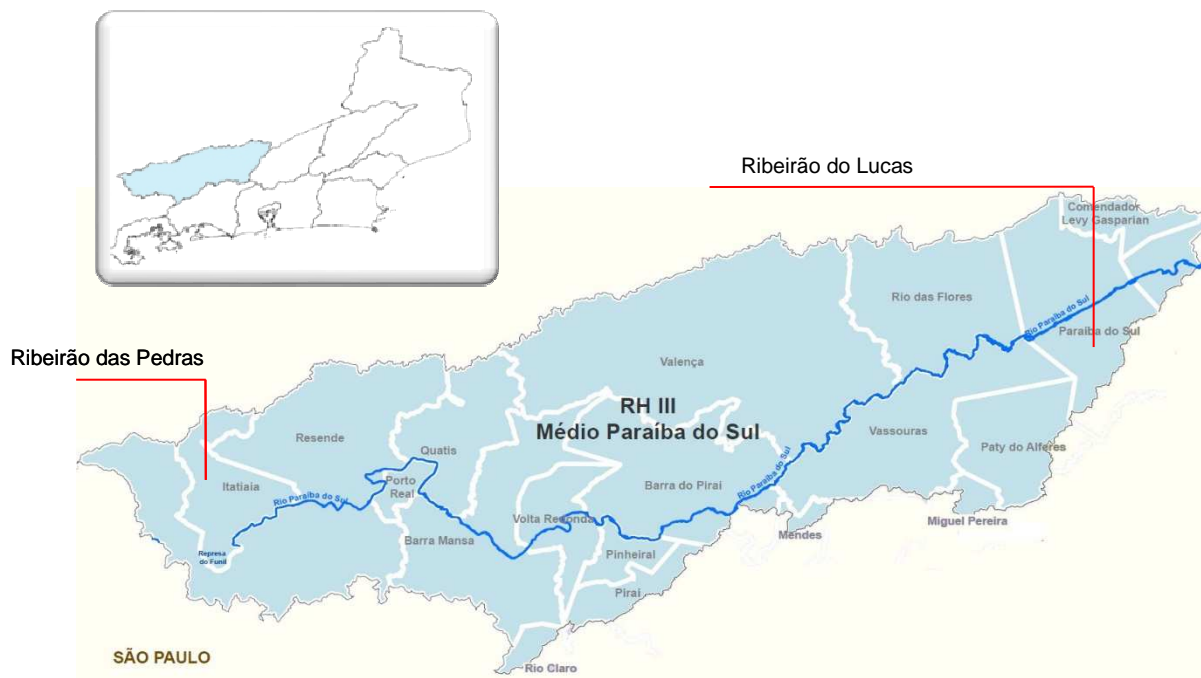 Ribeirão do Lucas
Comendador
Levy Gasparian
Rio das Flores
Rio Paraíba do Sul
Paraíba do Sul
Ribeirão das Pedras
Valença
RH III
Médio Paraíba do Sul
Resende
Quatis
Vassouras
Paty do Alferes
Itatiaia
Rio Paraíba do Sul
Porto
Real
Barra do Piraí
Rio Paraíba do Sul
Volta Redonda
Miguel Pereira
Barra Mansa
Mendes
Represa
do Funil
Pinheiral
Piraí
SÃO PAULO
Rio Claro